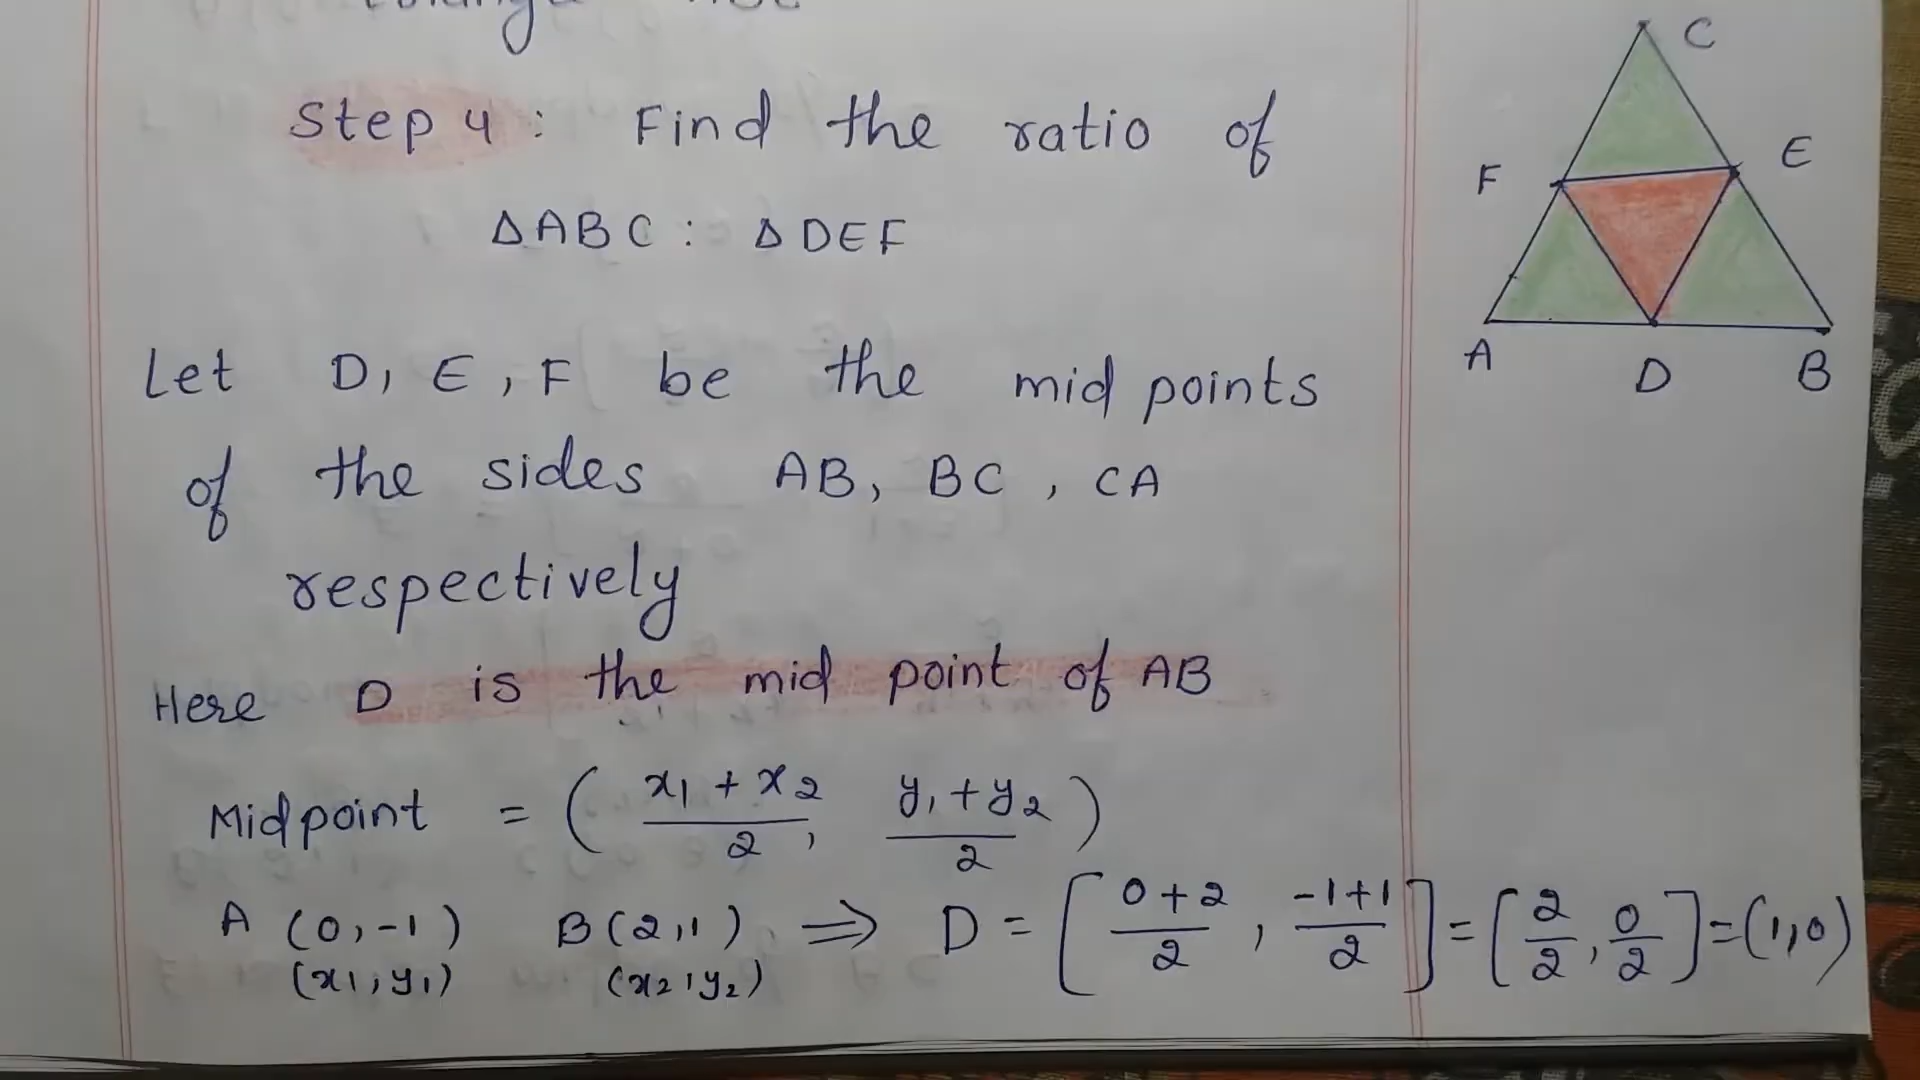 Step 4 : Find the ratio of
∆ABC : ∆DEF
Let D, E, F be the mid points
of the sides AB, BC, CA
respectively
Here D is the mid point of AB
Midpoint = ( x₁ + x₂ / 2 , y₁ + y₂ / 2 )
A (0,-1) B (2,1) ⇒ D = [ 0+2 / 2 , -1+1 / 2 ] = [ 2/2 , 0/2 ] = (1,0)
(x₁, y₁) (x₂, y₂)
C
F E
A D B